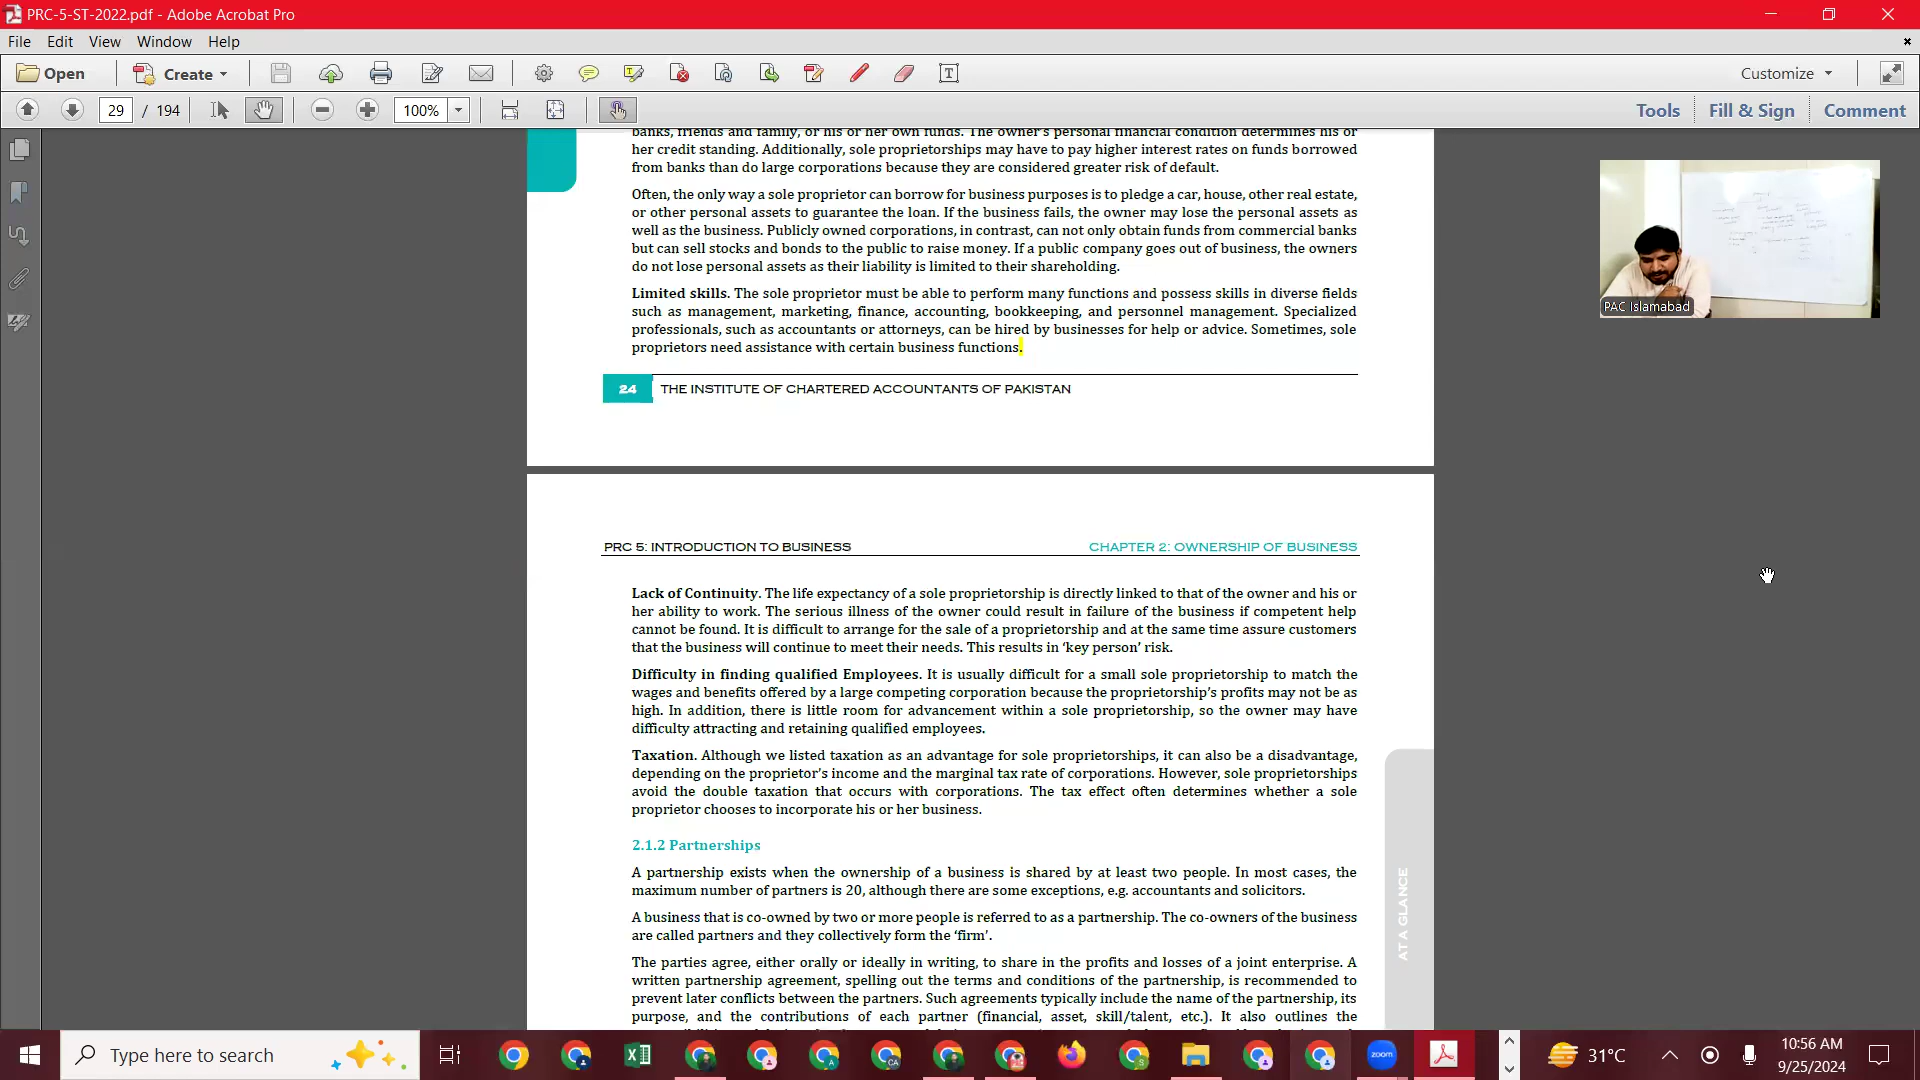 PRC-5-ST-2022.pdf - Adobe Acrobat Pro
File Edit View Window Help
Open Create Customize
29 / 194 100% Tools Fill & Sign Comment
banks, friends and family, or his or her own funds. The owner's personal financial condition determines his or
her credit standing. Additionally, sole proprietorships may have to pay higher interest rates on funds borrowed
from banks than do large corporations because they are considered greater risk of default.
Often, the only way a sole proprietor can borrow for business purposes is to pledge a car, house, other real estate,
or other personal assets to guarantee the loan. If the business fails, the owner may lose the personal assets as
well as the business. Publicly owned corporations, in contrast, can not only obtain funds from commercial banks
but can sell stocks and bonds to the public to raise money. If a public company goes out of business, the owners
do not lose personal assets as their liability is limited to their shareholding.
Limited skills. The sole proprietor must be able to perform many functions and possess skills in diverse fields
such as management, marketing, finance, accounting, bookkeeping, and personnel management. Specialized
professionals, such as accountants or attorneys, can be hired by businesses for help or advice. Sometimes, sole
proprietors need assistance with certain business functions.
24 THE INSTITUTE OF CHARTERED ACCOUNTANTS OF PAKISTAN
PAC Islamabad
PRC 5: INTRODUCTION TO BUSINESS CHAPTER 2: OWNERSHIP OF BUSINESS
Lack of Continuity. The life expectancy of a sole proprietorship is directly linked to that of the owner and his or
her ability to work. The serious illness of the owner could result in failure of the business if competent help
cannot be found. It is difficult to arrange for the sale of a proprietorship and at the same time assure customers
that the business will continue to meet their needs. This results in 'key person' risk.
Difficulty in finding qualified Employees. It is usually difficult for a small sole proprietorship to match the
wages and benefits offered by a large competing corporation because the proprietorship's profits may not be as
high. In addition, there is little room for advancement within a sole proprietorship, so the owner may have
difficulty attracting and retaining qualified employees.
Taxation. Although we listed taxation as an advantage for sole proprietorships, it can also be a disadvantage,
depending on the proprietor's income and the marginal tax rate of corporations. However, sole proprietorships
avoid the double taxation that occurs with corporations. The tax effect often determines whether a sole
proprietor chooses to incorporate his or her business.
2.1.2 Partnerships
A partnership exists when the ownership of a business is shared by at least two people. In most cases, the
maximum number of partners is 20, although there are some exceptions, e.g. accountants and solicitors.
A business that is co-owned by two or more people is referred to as a partnership. The co-owners of the business
are called partners and they collectively form the 'firm'.
The parties agree, either orally or ideally in writing, to share in the profits and losses of a joint enterprise. A
written partnership agreement, spelling out the terms and conditions of the partnership, is recommended to
prevent later conflicts between the partners. Such agreements typically include the name of the partnership, its
purpose, and the contributions of each partner (financial, asset, skill/talent, etc.). It also outlines the
AT A GLANCE
Type here to search
zoom
31°C
10:56 AM
9/25/2024